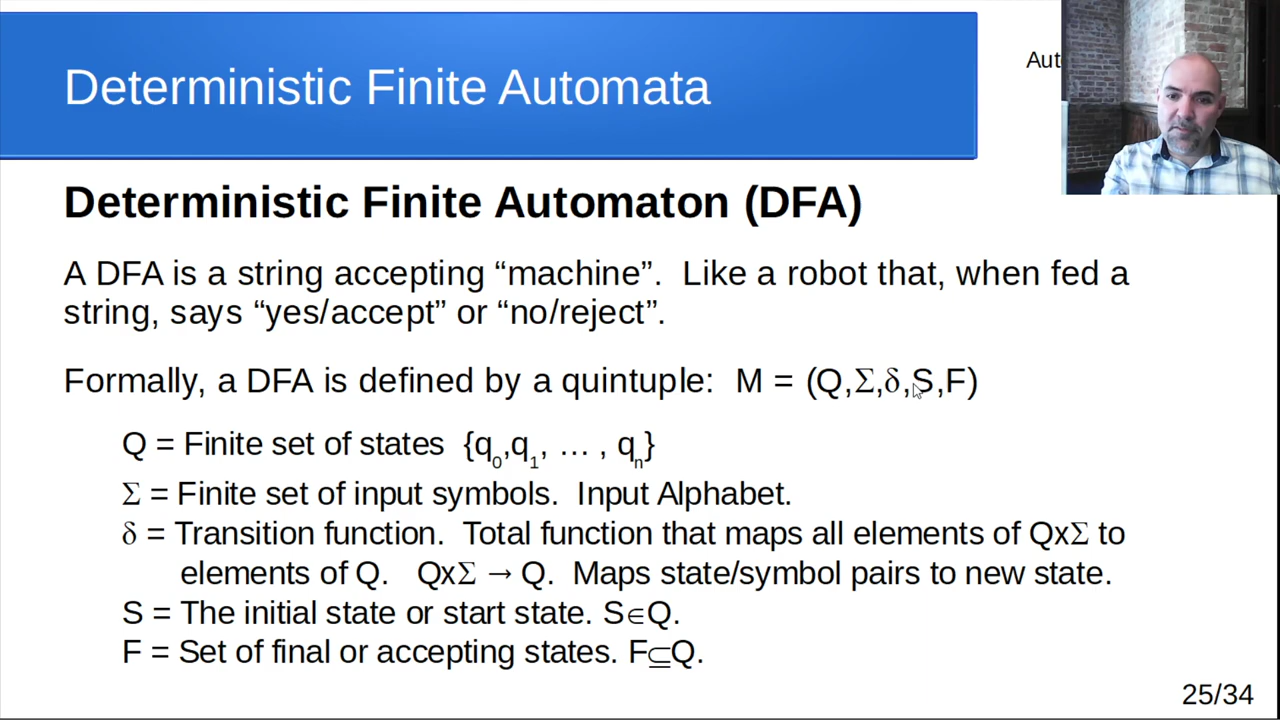 Deterministic Finite Automata
Aut
Deterministic Finite Automaton (DFA)
A DFA is a string accepting “machine”.  Like a robot that, when fed a
string, says “yes/accept” or “no/reject”.
Formally, a DFA is defined by a quintuple:  M = (Q,Σ,δ,S,F)
Q = Finite set of states  {q₀,q₁, … , qₙ}
Σ = Finite set of input symbols.  Input Alphabet.
δ = Transition function.  Total function that maps all elements of QxΣ to
elements of Q.   QxΣ → Q.  Maps state/symbol pairs to new state.
S = The initial state or start state. S∈Q.
F = Set of final or accepting states. F⊆Q.
25/34